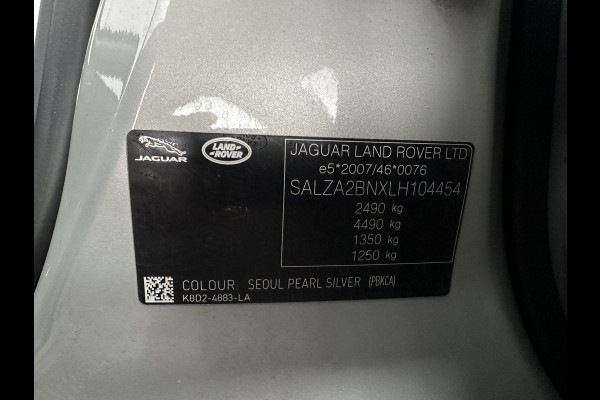 JAGUAR
LAND ROVER
JAGUAR LAND ROVER LTD
e5*2007/46*0076
SALZA2BNXLH104454
2490 kg
4490 kg
1350 kg
1250 kg
COLOUR: SEOUL PEARL SILVER (PBKCA)
K8D2-4883-LA